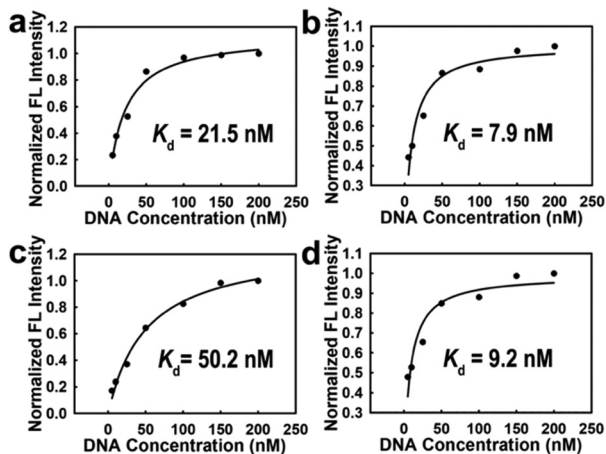 a
Normalized FL Intensity
1.2
1.0
0.8
0.6
0.4
0.2
0.0
Kd = 21.5 nM
0 50 100 150 200 250
DNA Concentration (nM)
b
Normalized FL Intensity
1.1
1.0
0.9
0.8
0.7
0.6
0.5
0.4
0.3
Kd = 7.9 nM
0 50 100 150 200 250
DNA Concentration (nM)
c
Normalized FL Intensity
1.2
1.0
0.8
0.6
0.4
0.2
0.0
Kd = 50.2 nM
0 50 100 150 200 250
DNA Concentration (nM)
d
Normalized FL Intensity
1.1
1.0
0.9
0.8
0.7
0.6
0.5
0.4
0.3
Kd = 9.2 nM
0 50 100 150 200 250
DNA Concentration (nM)